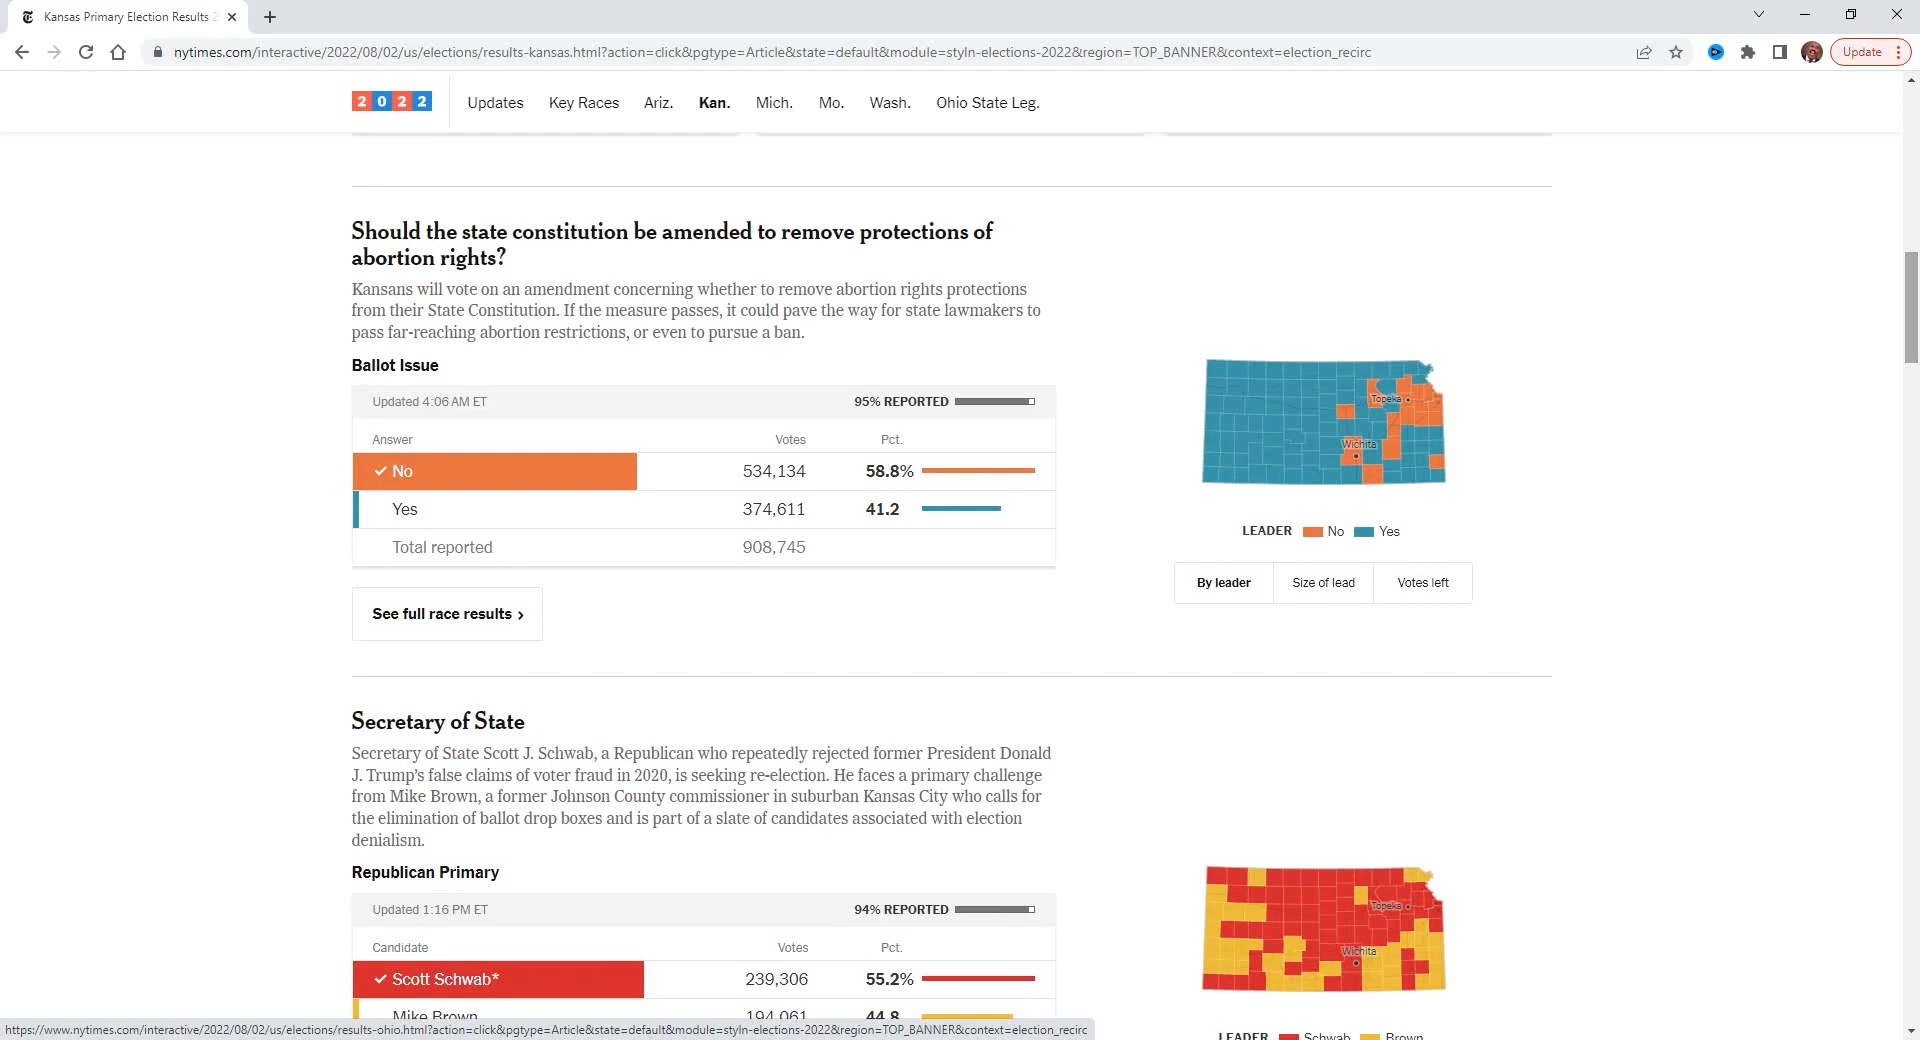 Kansas Primary Election Results 2
nytimes.com/interactive/2022/08/02/us/elections/results-kansas.html?action=click&pgtype=Article&state=default&module=styln-elections-2022&region=TOP_BANNER&context=election_recirc
Update
2022 Updates Key Races Ariz. Kan. Mich. Mo. Wash. Ohio State Leg.
Should the state constitution be amended to remove protections of
abortion rights?
Kansans will vote on an amendment concerning whether to remove abortion rights protections
from their State Constitution. If the measure passes, it could pave the way for state lawmakers to
pass far-reaching abortion restrictions, or even to pursue a ban.
Ballot Issue
Updated 4:06 AM ET 95% REPORTED
Answer Votes Pct.
No 534,134 58.8%
Yes 374,611 41.2
Total reported 908,745
See full race results ›
Topeka
Wichita
LEADER No Yes
By leader Size of lead Votes left
Secretary of State
Secretary of State Scott J. Schwab, a Republican who repeatedly rejected former President Donald
J. Trump’s false claims of voter fraud in 2020, is seeking re-election. He faces a primary challenge
from Mike Brown, a former Johnson County commissioner in suburban Kansas City who calls for
the elimination of ballot drop boxes and is part of a slate of candidates associated with election
denialism.
Republican Primary
Updated 1:16 PM ET 94% REPORTED
Candidate Votes Pct.
Scott Schwab* 239,306 55.2%
Mike Brown 194,061 44.8
Topeka
Wichita
LEADER Schwab Brown
https://www.nytimes.com/interactive/2022/08/02/us/elections/results-ohio.html?action=click&pgtype=Article&state=default&module=styln-elections-2022&region=TOP_BANNER&context=election_recirc